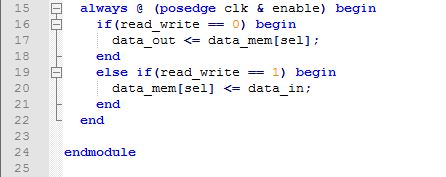 15 always @ (posedge clk & enable) begin
16 if(read_write == 0) begin
17 data_out <= data_mem[sel];
18 end
19 else if(read_write == 1) begin
20 data_mem[sel] <= data_in;
21 end
22 end
23
24 endmodule
25